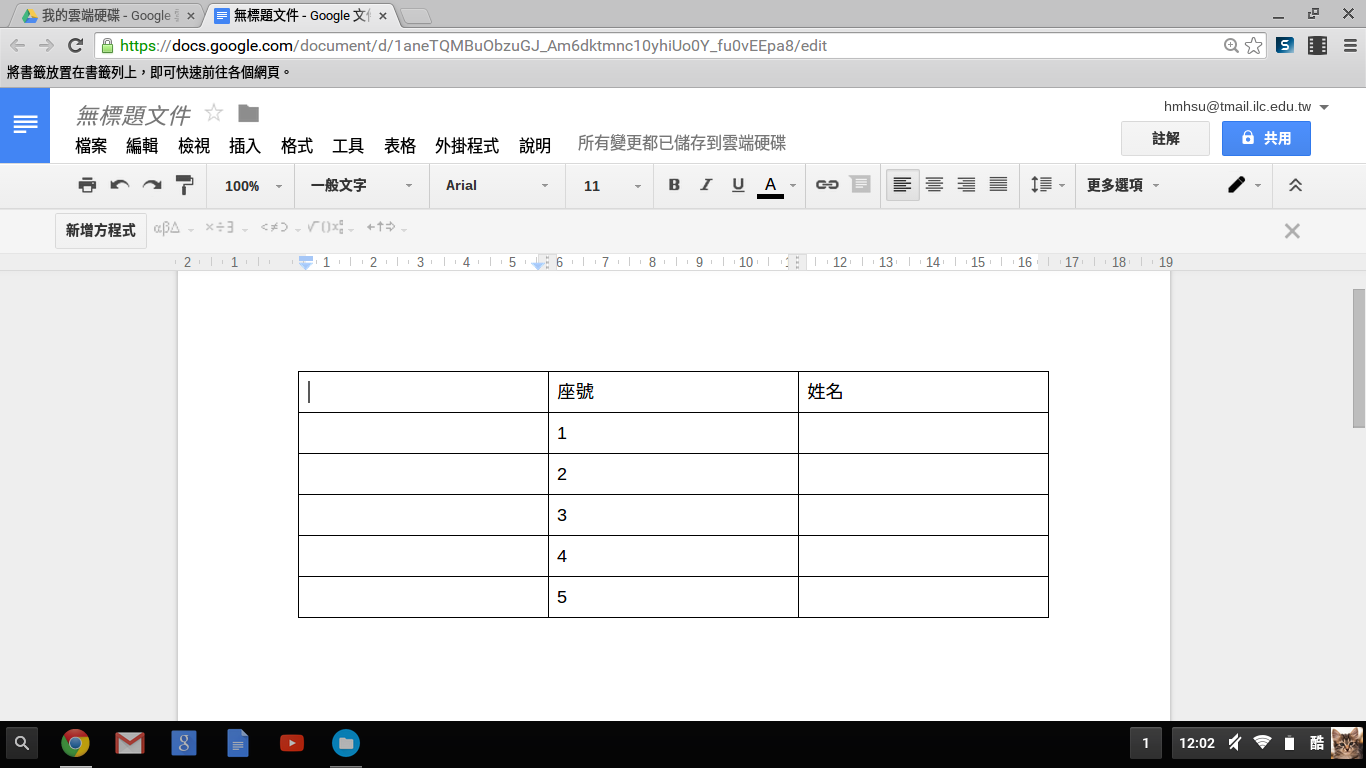 我的雲端硬碟 - Google 無標題文件 - Google 文件
https://docs.google.com/document/d/1aneTQMBuObzuGJ_Am6dktmnc10yhiUo0Y_fu0vEEpa8/edit
將書籤放置在書籤列上，即可快速前往各個網頁。
無標題文件
hmhsu@tmail.ilc.edu.tw
檔案 編輯 檢視 插入 格式 工具 表格 外掛程式 說明 所有變更都已儲存到雲端硬碟
註解 共用
100% 一般文字 Arial 11 B I U A 更多選項
新增方程式 αβΔ ×÷∃ <≠⊃ √()x ←↑⇒
2 1 1 2 3 4 5 6 7 8 9 10 12 13 14 15 16 17 18 19
座號 姓名
1
2
3
4
5
1 12:02 酷